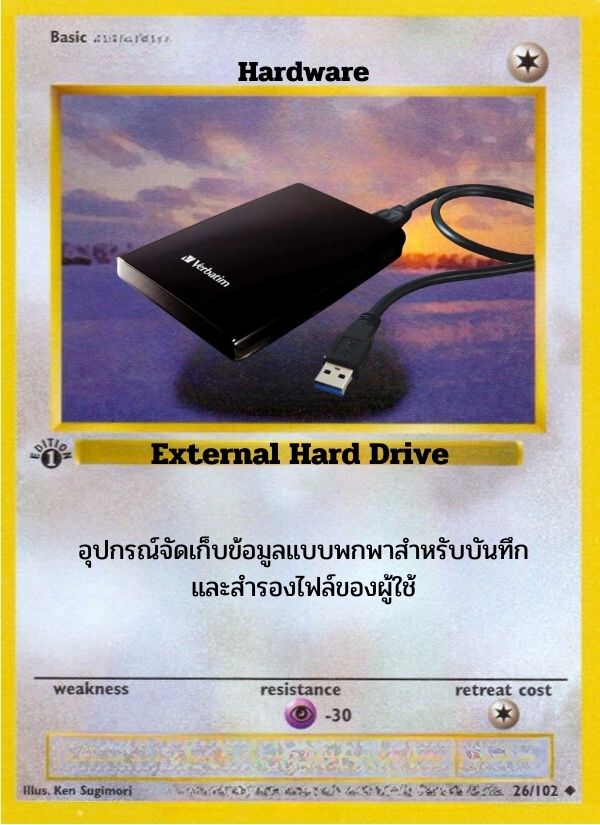 Basic
Hardware
Verbatim
EDITION
1
External Hard Drive
อุปกรณ์จัดเก็บข้อมูลแบบพกพาสำหรับบันทึก
และสำรองไฟล์ของผู้ใช้
weakness resistance retreat cost
-30
Illus. Ken Sugimori 26/102